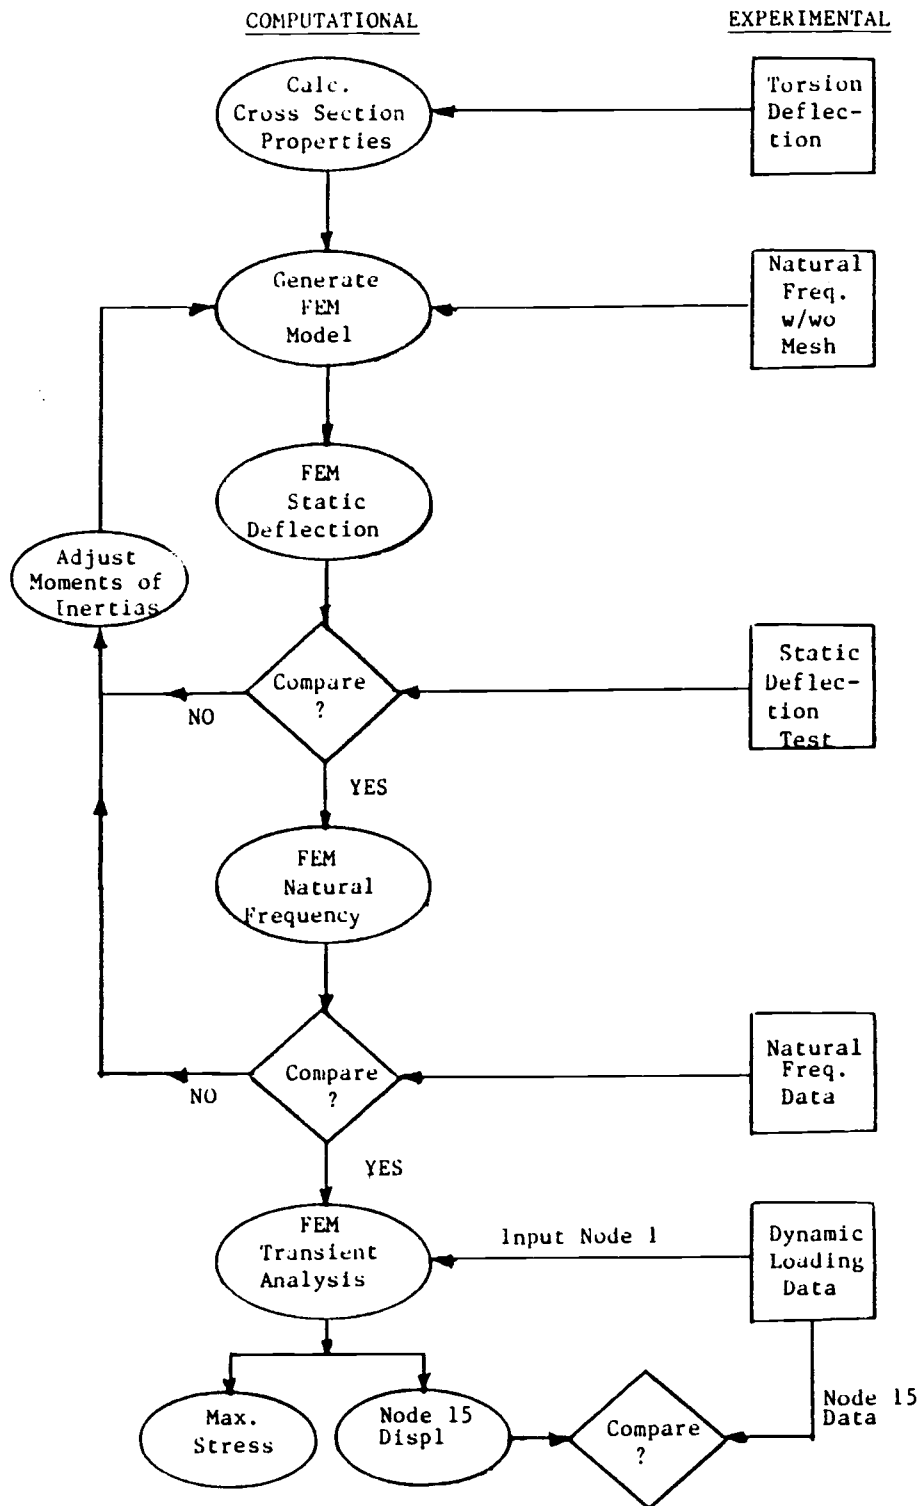 COMPUTATIONAL
EXPERIMENTAL
Calc.
Cross Section
Properties
Torsion
Deflec-
tion
Generate
FEM
Model
Natural
Freq.
w/wo
Mesh
FEM
Static
Deflection
Adjust
Moments of
Inertias
Compare
?
NO
YES
Static
Deflec-
tion
Test
FEM
Natural
Frequency
Compare
?
NO
YES
Natural
Freq.
Data
FEM
Transient
Analysis
Input Node 1
Dynamic
Loading
Data
Max.
Stress
Node 15
Displ
Compare
?
Node 15
Data